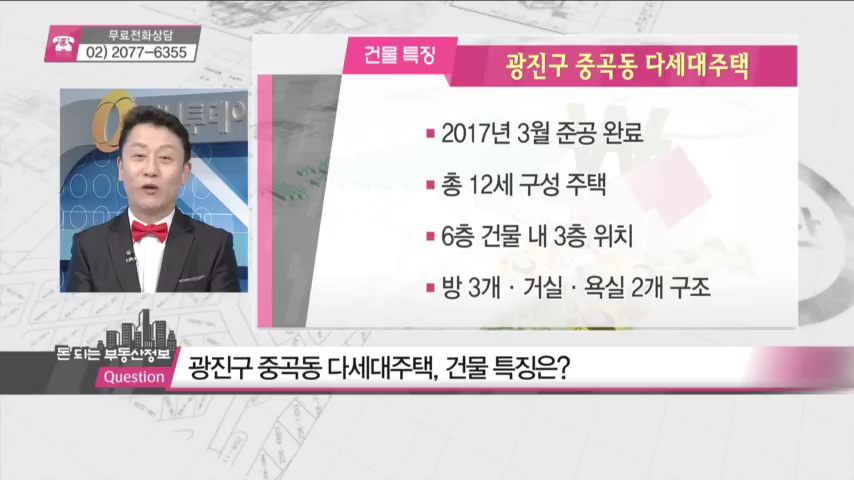 무료전화상담
02) 2077-6355
건물 특징
광진구 중곡동 다세대주택
2017년 3월 준공 완료
총 12세 구성 주택
6층 건물 내 3층 위치
방 3개 · 거실 · 욕실 2개 구조
투데이
돈 되는 부동산정보
Question
광진구 중곡동 다세대주택, 건물 특징은?